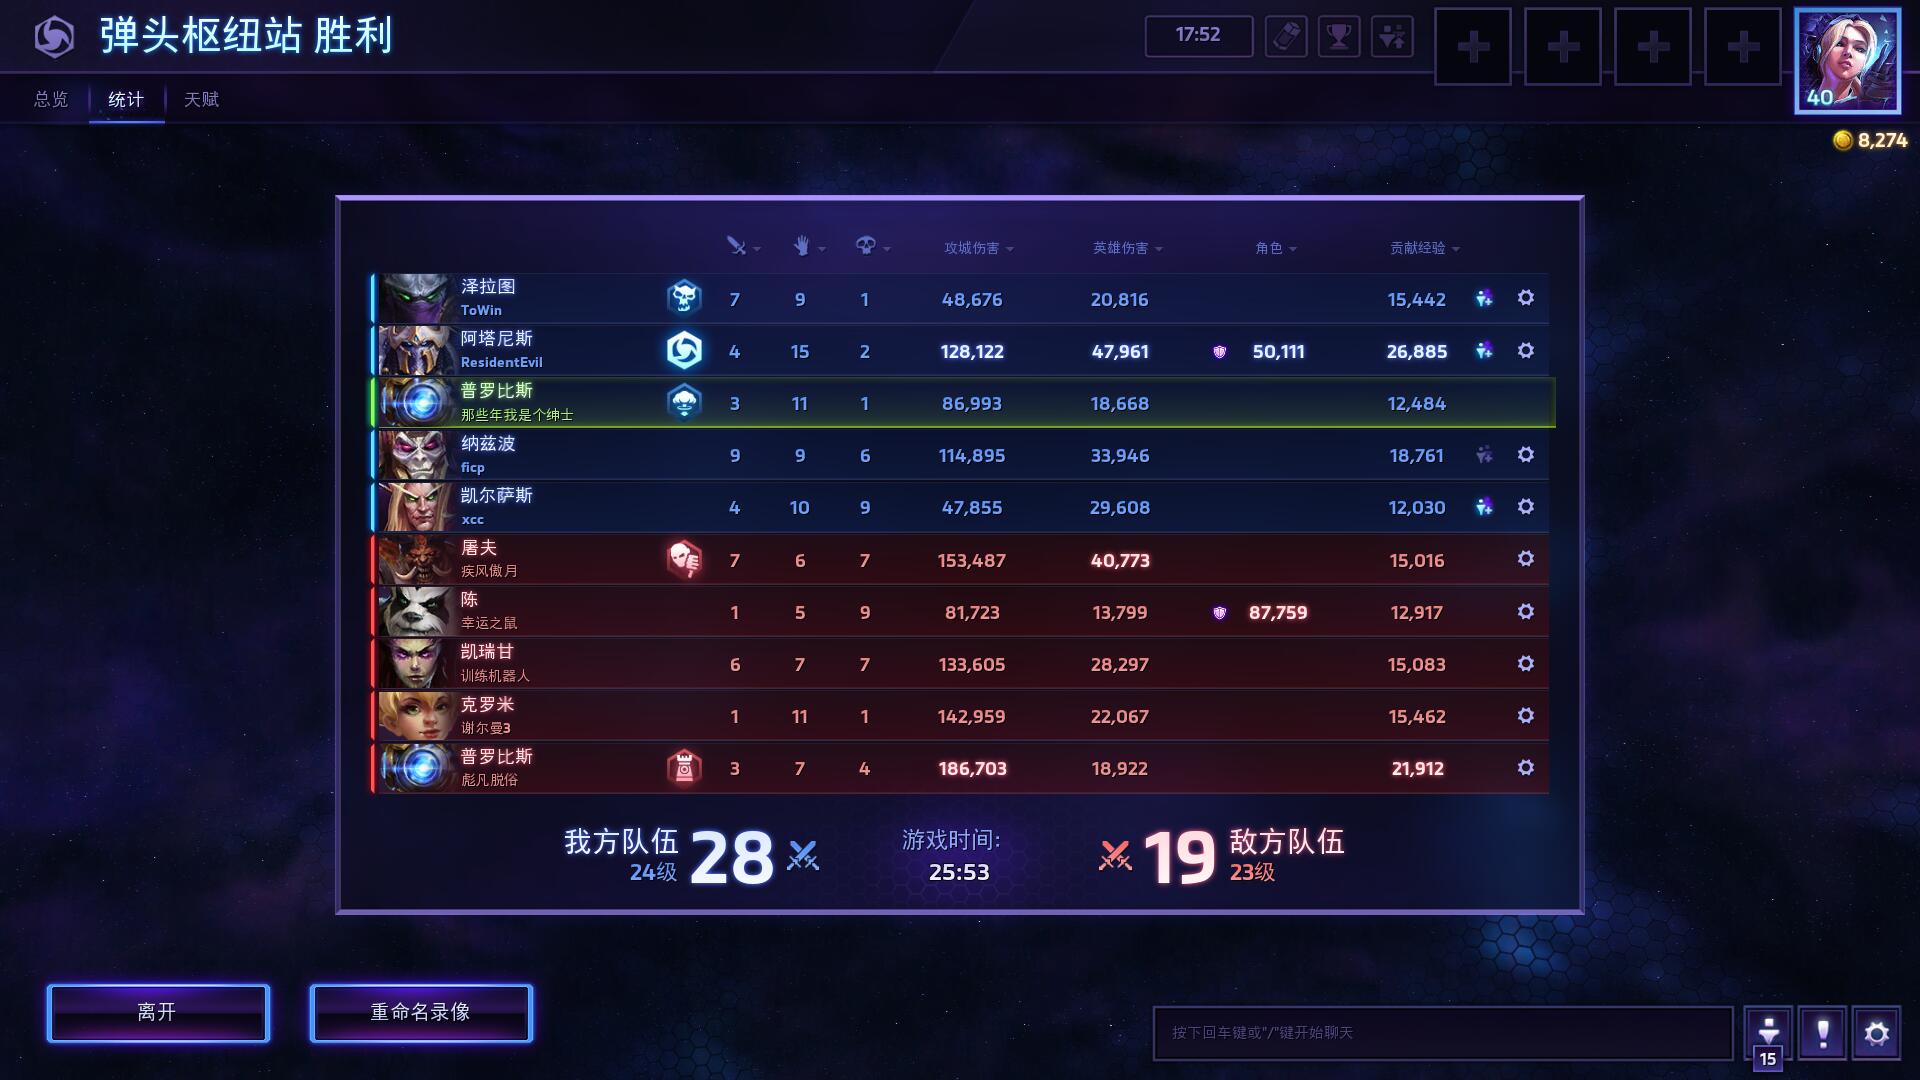 弹头枢纽站 胜利
17:52
40
总览 统计 天赋
8,274
攻城伤害 英雄伤害 角色 贡献经验
泽拉图
ToWin
7 9 1 48,676 20,816 15,442
阿塔尼斯
ResidentEvil
4 15 2 128,122 47,961 50,111 26,885
普罗比斯
那些年我是个绅士
3 11 1 86,993 18,668 12,484
纳兹波
ficp
9 9 6 114,895 33,946 18,761
凯尔萨斯
xcc
4 10 9 47,855 29,608 12,030
屠夫
疾风傲月
7 6 7 153,487 40,773 15,016
陈
幸运之鼠
1 5 9 81,723 13,799 87,759 12,917
凯瑞甘
训练机器人
6 7 7 133,605 28,297 15,083
克罗米
谢尔曼3
1 11 1 142,959 22,067 15,462
普罗比斯
彪凡脱俗
3 7 4 186,703 18,922 21,912
我方队伍 28 游戏时间: 19 敌方队伍
24级 25:53 23级
离开 重命名录像
按下回车键或"/"键开始聊天
15